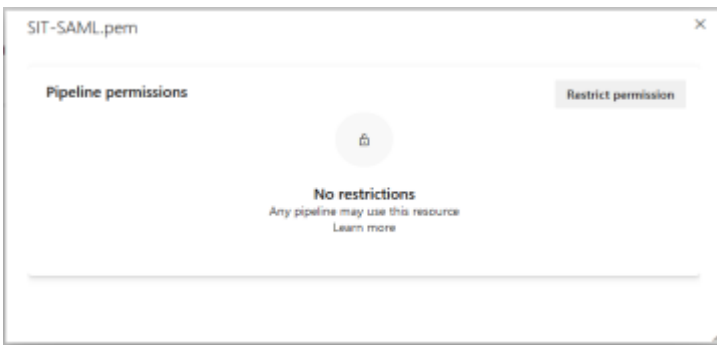 SIT-SAML.pem
Pipeline permissions
Restrict permission
No restrictions
Any pipeline may use this resource
Learn more